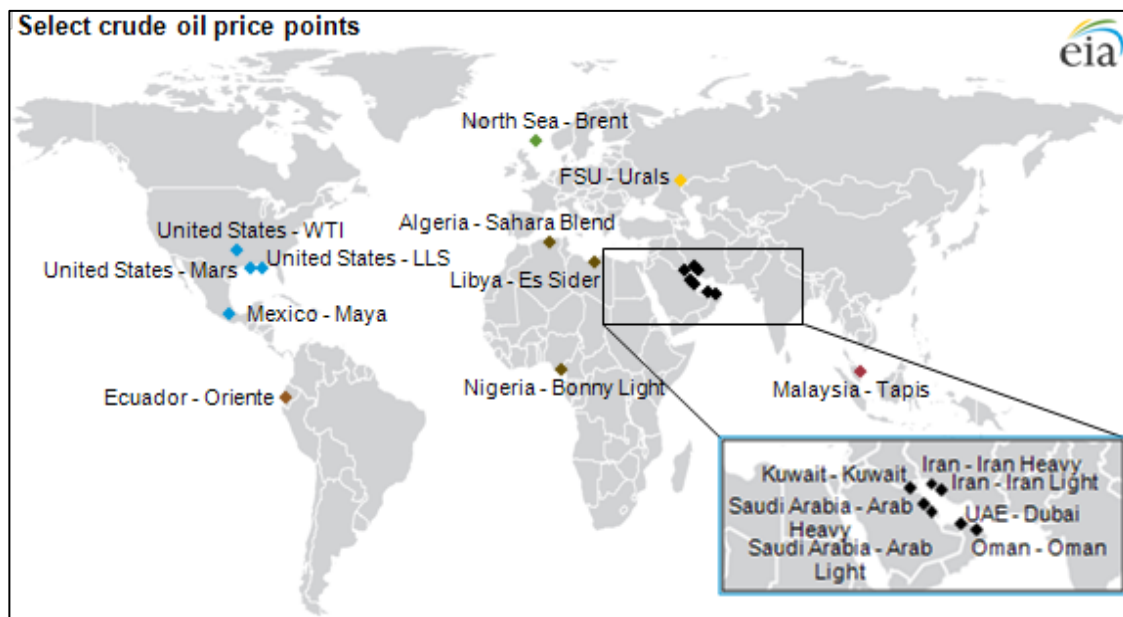 Select crude oil price points
eia
North Sea - Brent
FSU - Urals
Algeria - Sahara Blend
United States - WTI
United States - LLS
United States - Mars
Libya - Es Sider
Mexico - Maya
Nigeria - Bonny Light
Malaysia - Tapis
Ecuador - Oriente
Iran - Iran Heavy
Kuwait - Kuwait
Iran - Iran Light
Saudi Arabia - Arab
Heavy
UAE - Dubai
Saudi Arabia - Arab
Light
Oman - Oman